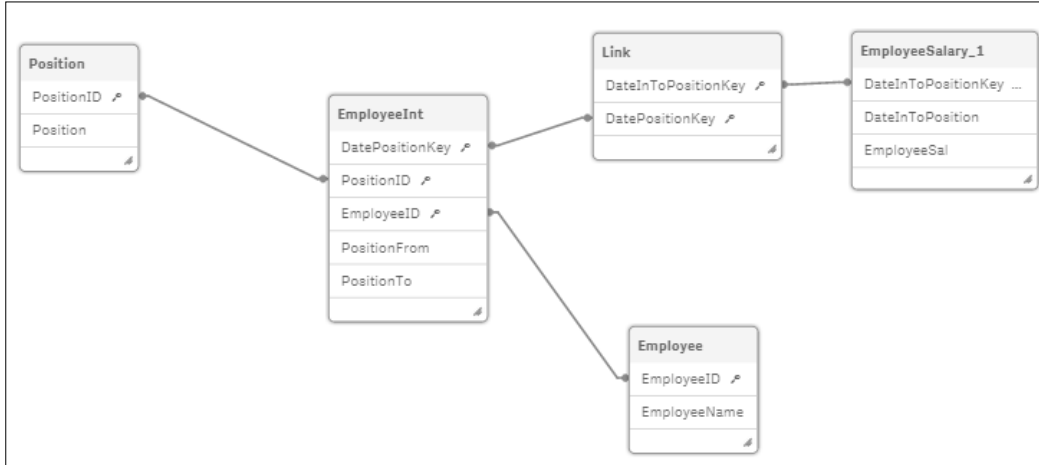 Position
PositionID
Position
EmployeeInt
DatePositionKey
PositionID
EmployeeID
PositionFrom
PositionTo
Link
DateInToPositionKey
DatePositionKey
EmployeeSalary_1
DateInToPositionKey ...
DateInToPosition
EmployeeSal
Employee
EmployeeID
EmployeeName